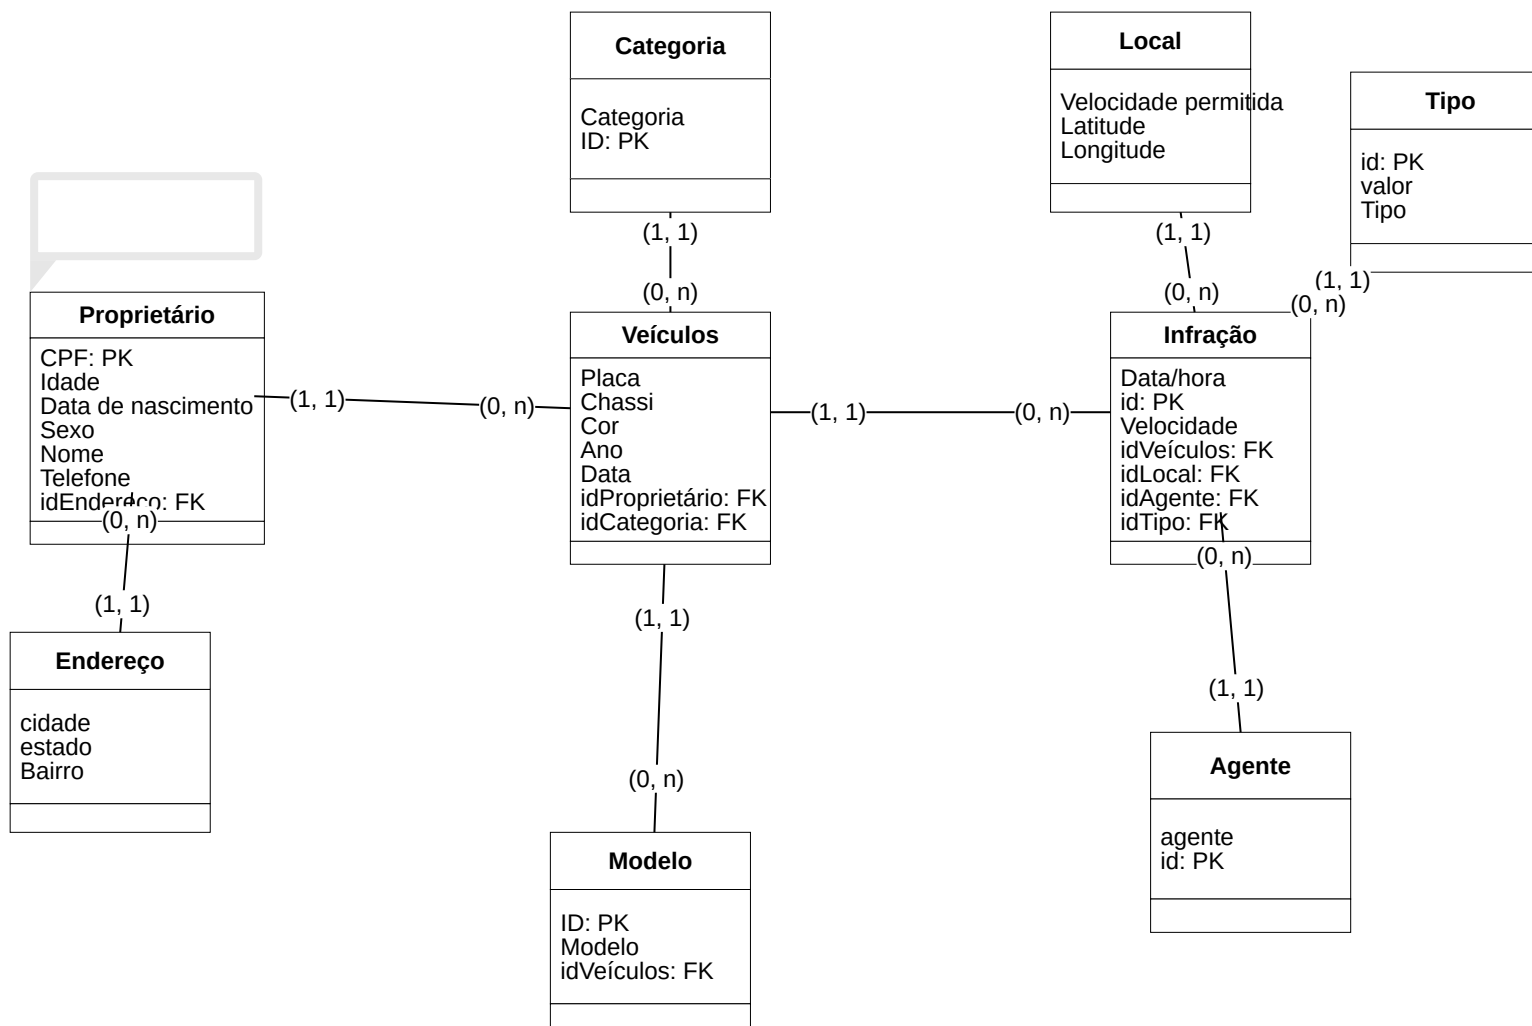 Categoria
Categoria
ID: PK
(1, 1)
(0, n)
Local
Velocidade permitida
Latitude
Longitude
(1, 1)
(0, n)
Tipo
id: PK
valor
Tipo
(1, 1)
(0, n)
Proprietário
CPF: PK
Idade
Data de nascimento
Sexo
Nome
Telefone
idEndereço: FK
(0, n)
(1, 1)
(1, 1)
(0, n)
Veículos
Placa
Chassi
Cor
Ano
Data
idProprietário: FK
idCategoria: FK
(1, 1)
(0, n)
Infração
Data/hora
id: PK
Velocidade
idVeículos: FK
idLocal: FK
idAgente: FK
idTipo: FK
(0, n)
(1, 1)
Endereço
cidade
estado
Bairro
(1, 1)
(0, n)
Modelo
ID: PK
Modelo
idVeículos: FK
Agente
agente
id: PK